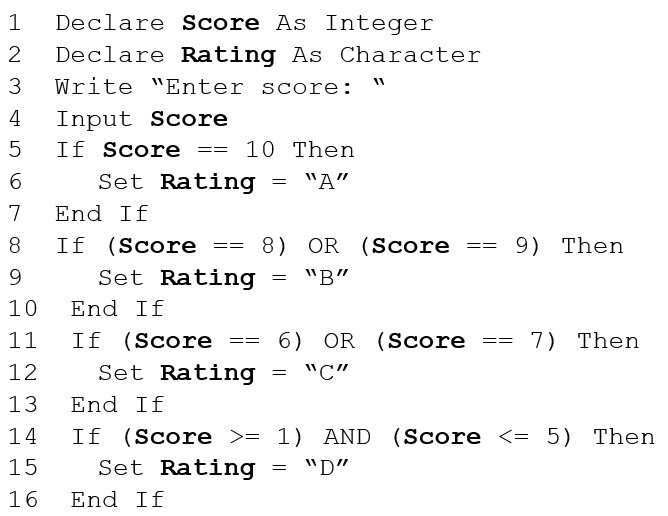 1 Declare Score As Integer
2 Declare Rating As Character
3 Write “Enter score: “
4 Input Score
5 If Score == 10 Then
6 Set Rating = “A”
7 End If
8 If (Score == 8) OR (Score == 9) Then
9 Set Rating = “B”
10 End If
11 If (Score == 6) OR (Score == 7) Then
12 Set Rating = “C”
13 End If
14 If (Score >= 1) AND (Score <= 5) Then
15 Set Rating = “D”
16 End If